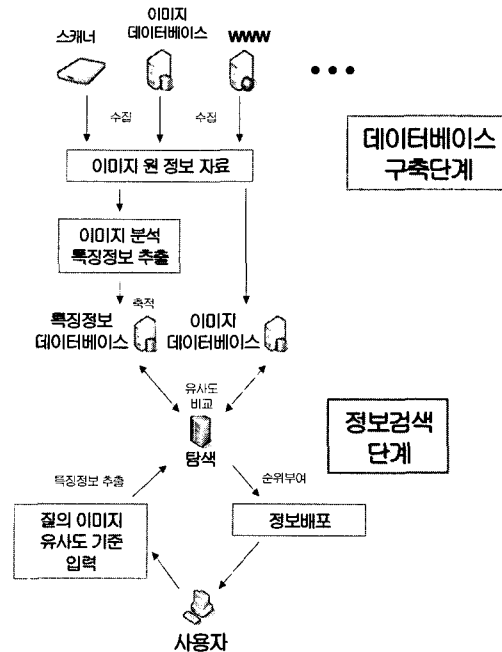 스캐너
이미지
데이터베이스
WWW
수집
수집
이미지 원 정보 자료
데이터베이스
구축단계
이미지 분석
특징정보 추출
축적
특징정보
데이터베이스
이미지
데이터베이스
유사도
비교
탐색
정보검색
단계
특징정보 추출
순위부여
질의 이미지
유사도 기준
입력
정보배포
사용자